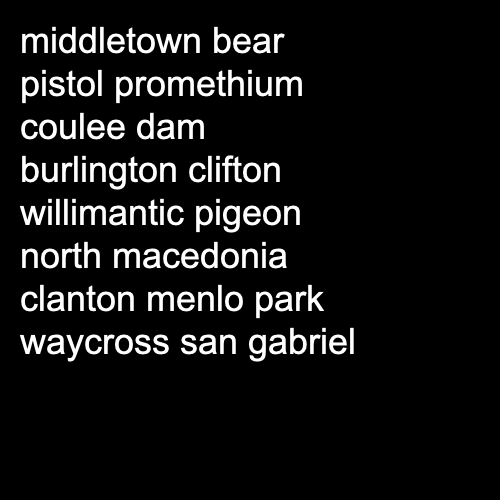 middletown bear
pistol promethium
coulee dam
burlington clifton
willimantic pigeon
north macedonia
clanton menlo park
waycross san gabriel